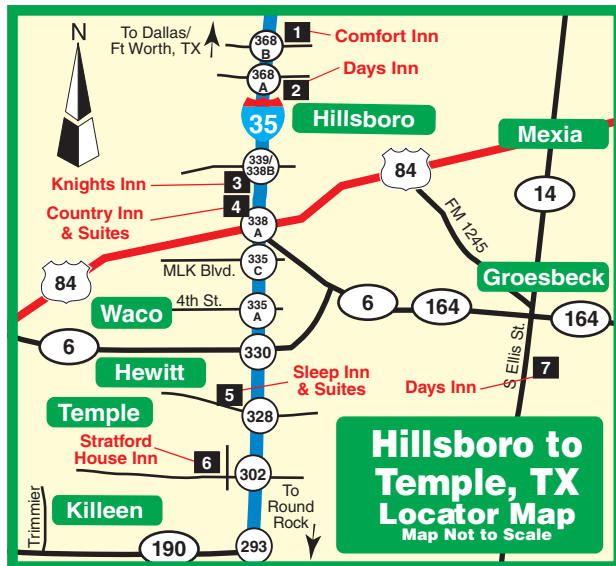 N
To Dallas/
Ft Worth, TX
368
B
1
Comfort Inn
368
A
2
Days Inn
35
Hillsboro
Mexia
339/
338B
84
14
Knights Inn
3
Country Inn
& Suites
4
338
A
FM 1245
84
MLK Blvd.
335
C
Groesbeck
4th St.
335
A
Waco
6
164
164
6
330
S Ellis St.
Hewitt
Sleep Inn
& Suites
5
Days Inn
7
Temple
328
Stratford
House Inn
6
302
Hillsboro to
Temple, TX
Locator Map
Map Not to Scale
Killeen
Trimmier
To
Round
Rock
190
293